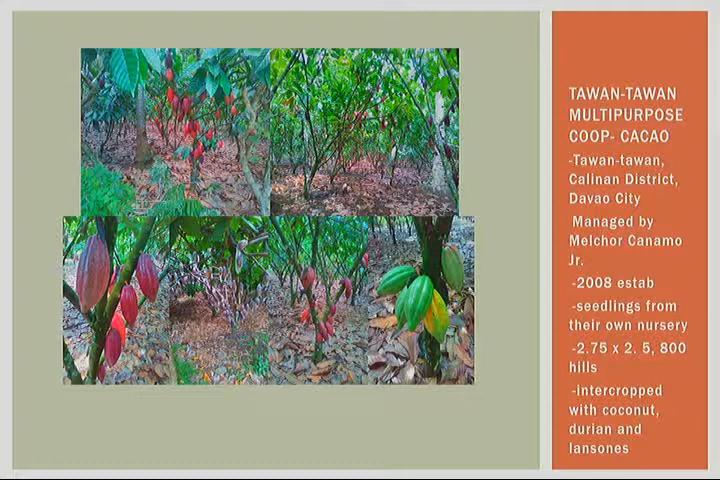 TAWAN-TAWAN
MULTIPURPOSE
COOP- CACAO
-Tawan-tawan,
Calinan District,
Davao City
Managed by
Melchor Canamo
Jr.
-2008 estab
-seedlings from
their own nursery
-2.75 x 2. 5, 800
hills
-intercropped
with coconut,
durian and
lansones